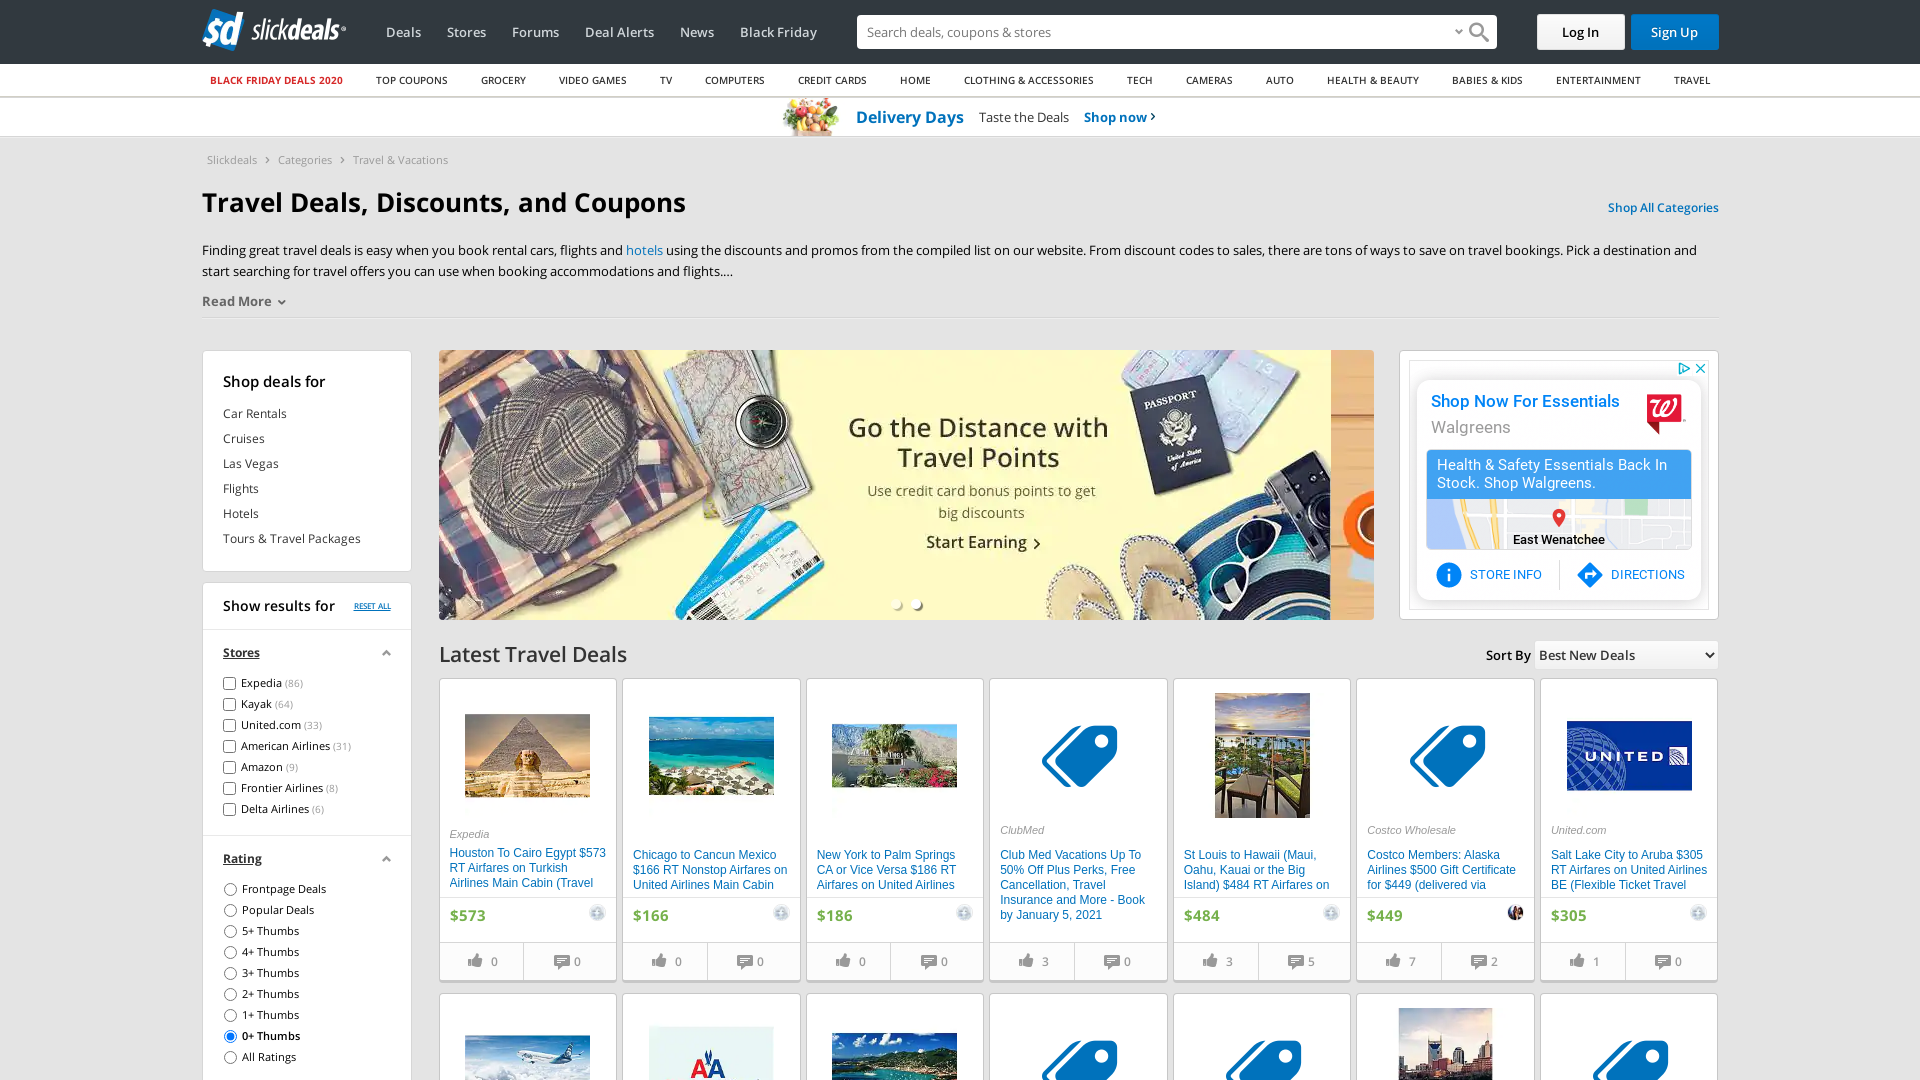 slickdeals
Deals
Stores
Forums
Deal Alerts
News
Black Friday
Search deals, coupons & stores
Log In
Sign Up
BLACK FRIDAY DEALS 2020
TOP COUPONS
GROCERY
VIDEO GAMES
TV
COMPUTERS
CREDIT CARDS
HOME
CLOTHING & ACCESSORIES
TECH
CAMERAS
AUTO
HEALTH & BEAUTY
BABIES & KIDS
ENTERTAINMENT
TRAVEL
Delivery Days Taste the Deals Shop now
Slickdeals > Categories > Travel & Vacations
Travel Deals, Discounts, and Coupons
Shop All Categories
Finding great travel deals is easy when you book rental cars, flights and hotels using the discounts and promos from the compiled list on our website. From discount codes to sales, there are tons of ways to save on travel bookings. Pick a destination and
start searching for travel offers you can use when booking accommodations and flights.…
Read More
Shop deals for
Car Rentals
Cruises
Las Vegas
Flights
Hotels
Tours & Travel Packages
Show results for
RESET ALL
Stores
Expedia (86)
Kayak (64)
United.com (33)
American Airlines (31)
Amazon (9)
Frontier Airlines (8)
Delta Airlines (6)
Rating
Frontpage Deals
Popular Deals
5+ Thumbs
4+ Thumbs
3+ Thumbs
2+ Thumbs
1+ Thumbs
0+ Thumbs
All Ratings
Go the Distance with
Travel Points
Use credit card bonus points to get
big discounts
Start Earning
PASSPORT
United States
of America
Shop Now For Essentials
Walgreens
Health & Safety Essentials Back In
Stock. Shop Walgreens.
East Wenatchee
STORE INFO
DIRECTIONS
Latest Travel Deals
Sort By Best New Deals
Expedia
Houston To Cairo Egypt $573
RT Airfares on Turkish
Airlines Main Cabin (Travel
$573
0
0
Chicago to Cancun Mexico
$166 RT Nonstop Airfares on
United Airlines Main Cabin
$166
0
0
New York to Palm Springs
CA or Vice Versa $186 RT
Airfares on United Airlines
$186
0
0
ClubMed
Club Med Vacations Up To
50% Off Plus Perks, Free
Cancellation, Travel
Insurance and More - Book
by January 5, 2021
3
0
St Louis to Hawaii (Maui,
Oahu, Kauai or the Big
Island) $484 RT Airfares on
$484
3
5
Costco Wholesale
Costco Members: Alaska
Airlines $500 Gift Certificate
for $449 (delivered via
$449
7
2
UNITED
United.com
Salt Lake City to Aruba $305
RT Airfares on United Airlines
BE (Flexible Ticket Travel
$305
1
0
AA